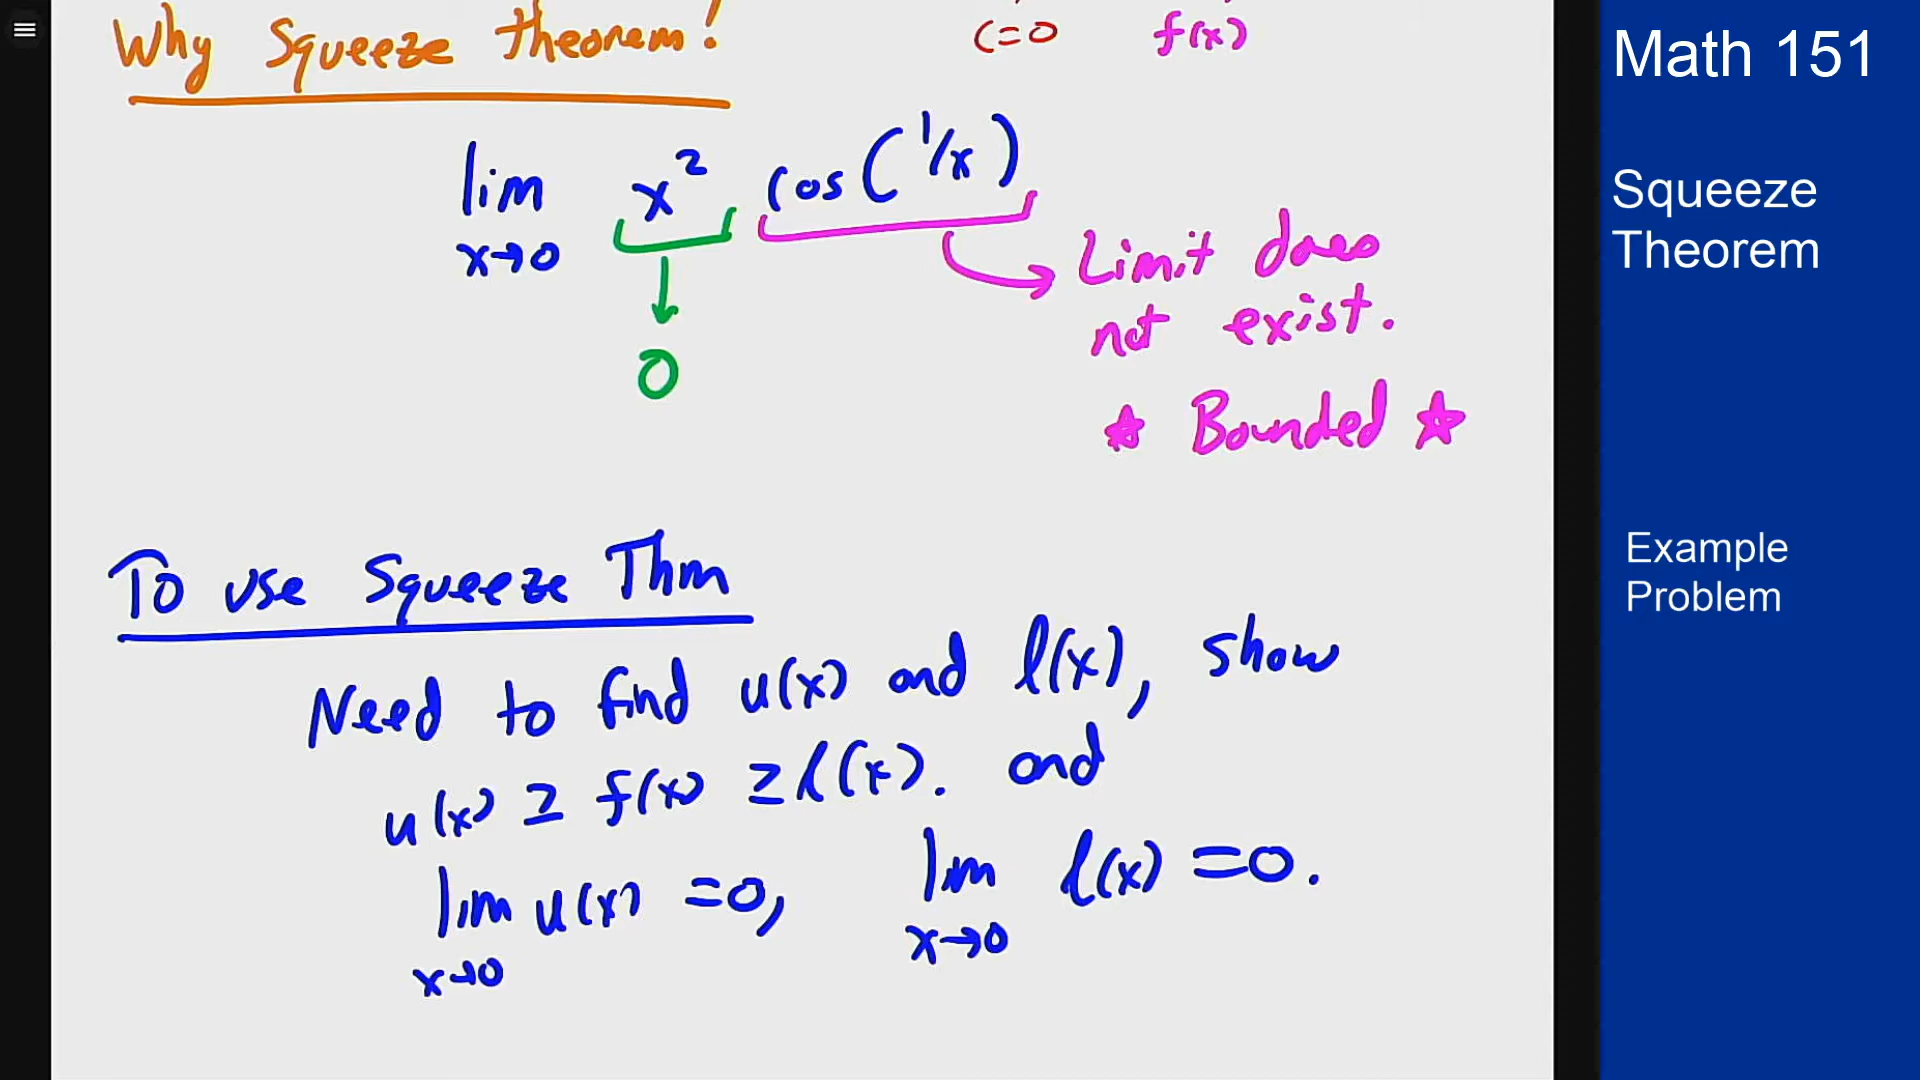 Why Squeeze theorem!
c=0 f(x)
lim x² cos(1/x)
x→0
0
Limit does
not exist.
☆ Bounded ☆
To use Squeeze Thm
Need to find u(x) and l(x), show
u(x) ≥ f(x) ≥ l(x). and
lim u(x) =0, lim l(x) =0.
x→0 x→0
Math 151
Squeeze
Theorem
Example
Problem